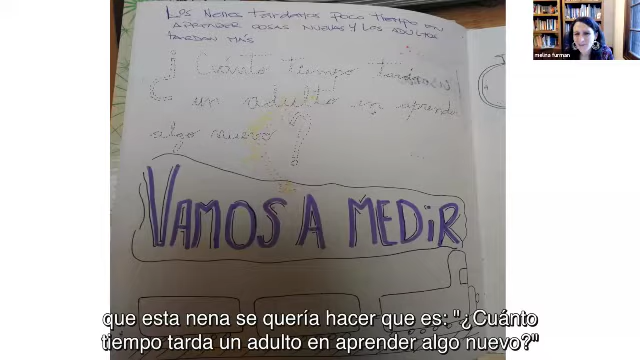 Los nenes tardamos poco tiempo en
aprender cosas nuevas y los adultos
tardan más
¿Cuánto tiempo
un adulto en aprender
algo nuevo?
VAMOS A MEDIR
melina furman
que esta nena se quería hacer que es: "¿Cuánto
tiempo tarda un adulto en aprender algo nuevo?"